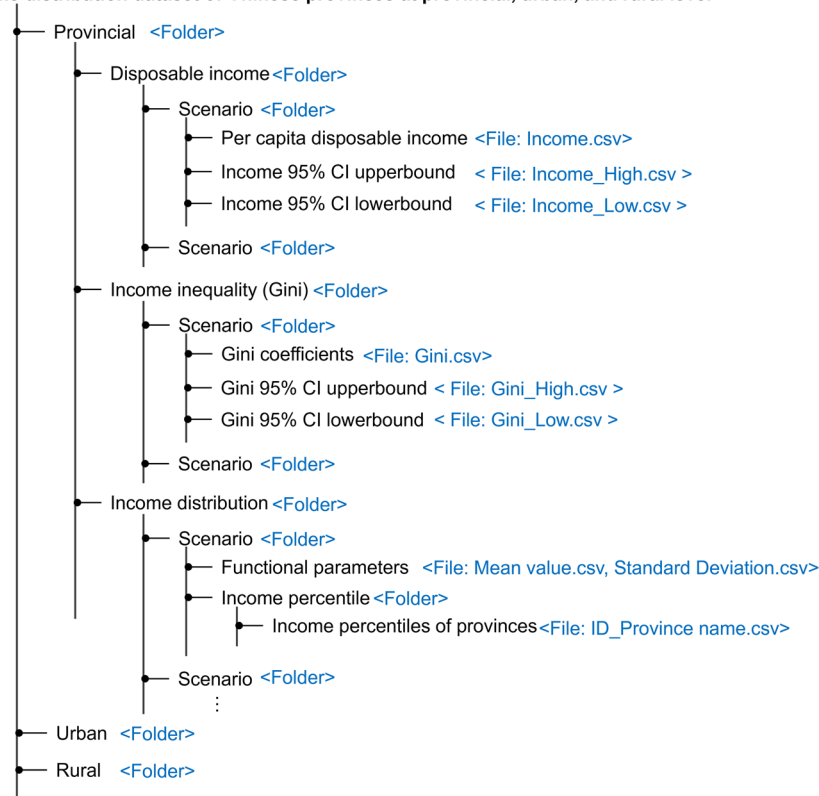 Provincial <Folder>
Disposable income <Folder>
Scenario <Folder>
Per capita disposable income <File: Income.csv>
Income 95% CI upperbound < File: Income_High.csv >
Income 95% CI lowerbound < File: Income_Low.csv >
Scenario <Folder>
Income inequality (Gini) <Folder>
Scenario <Folder>
Gini coefficients <File: Gini.csv>
Gini 95% CI upperbound < File: Gini_High.csv >
Gini 95% CI lowerbound < File: Gini_Low.csv >
Scenario <Folder>
Income distribution <Folder>
Scenario <Folder>
Functional parameters <File: Mean value.csv, Standard Deviation.csv>
Income percentile <Folder>
Income percentiles of provinces <File: ID_Province name.csv>
Scenario <Folder>
⋮
Urban <Folder>
Rural <Folder>